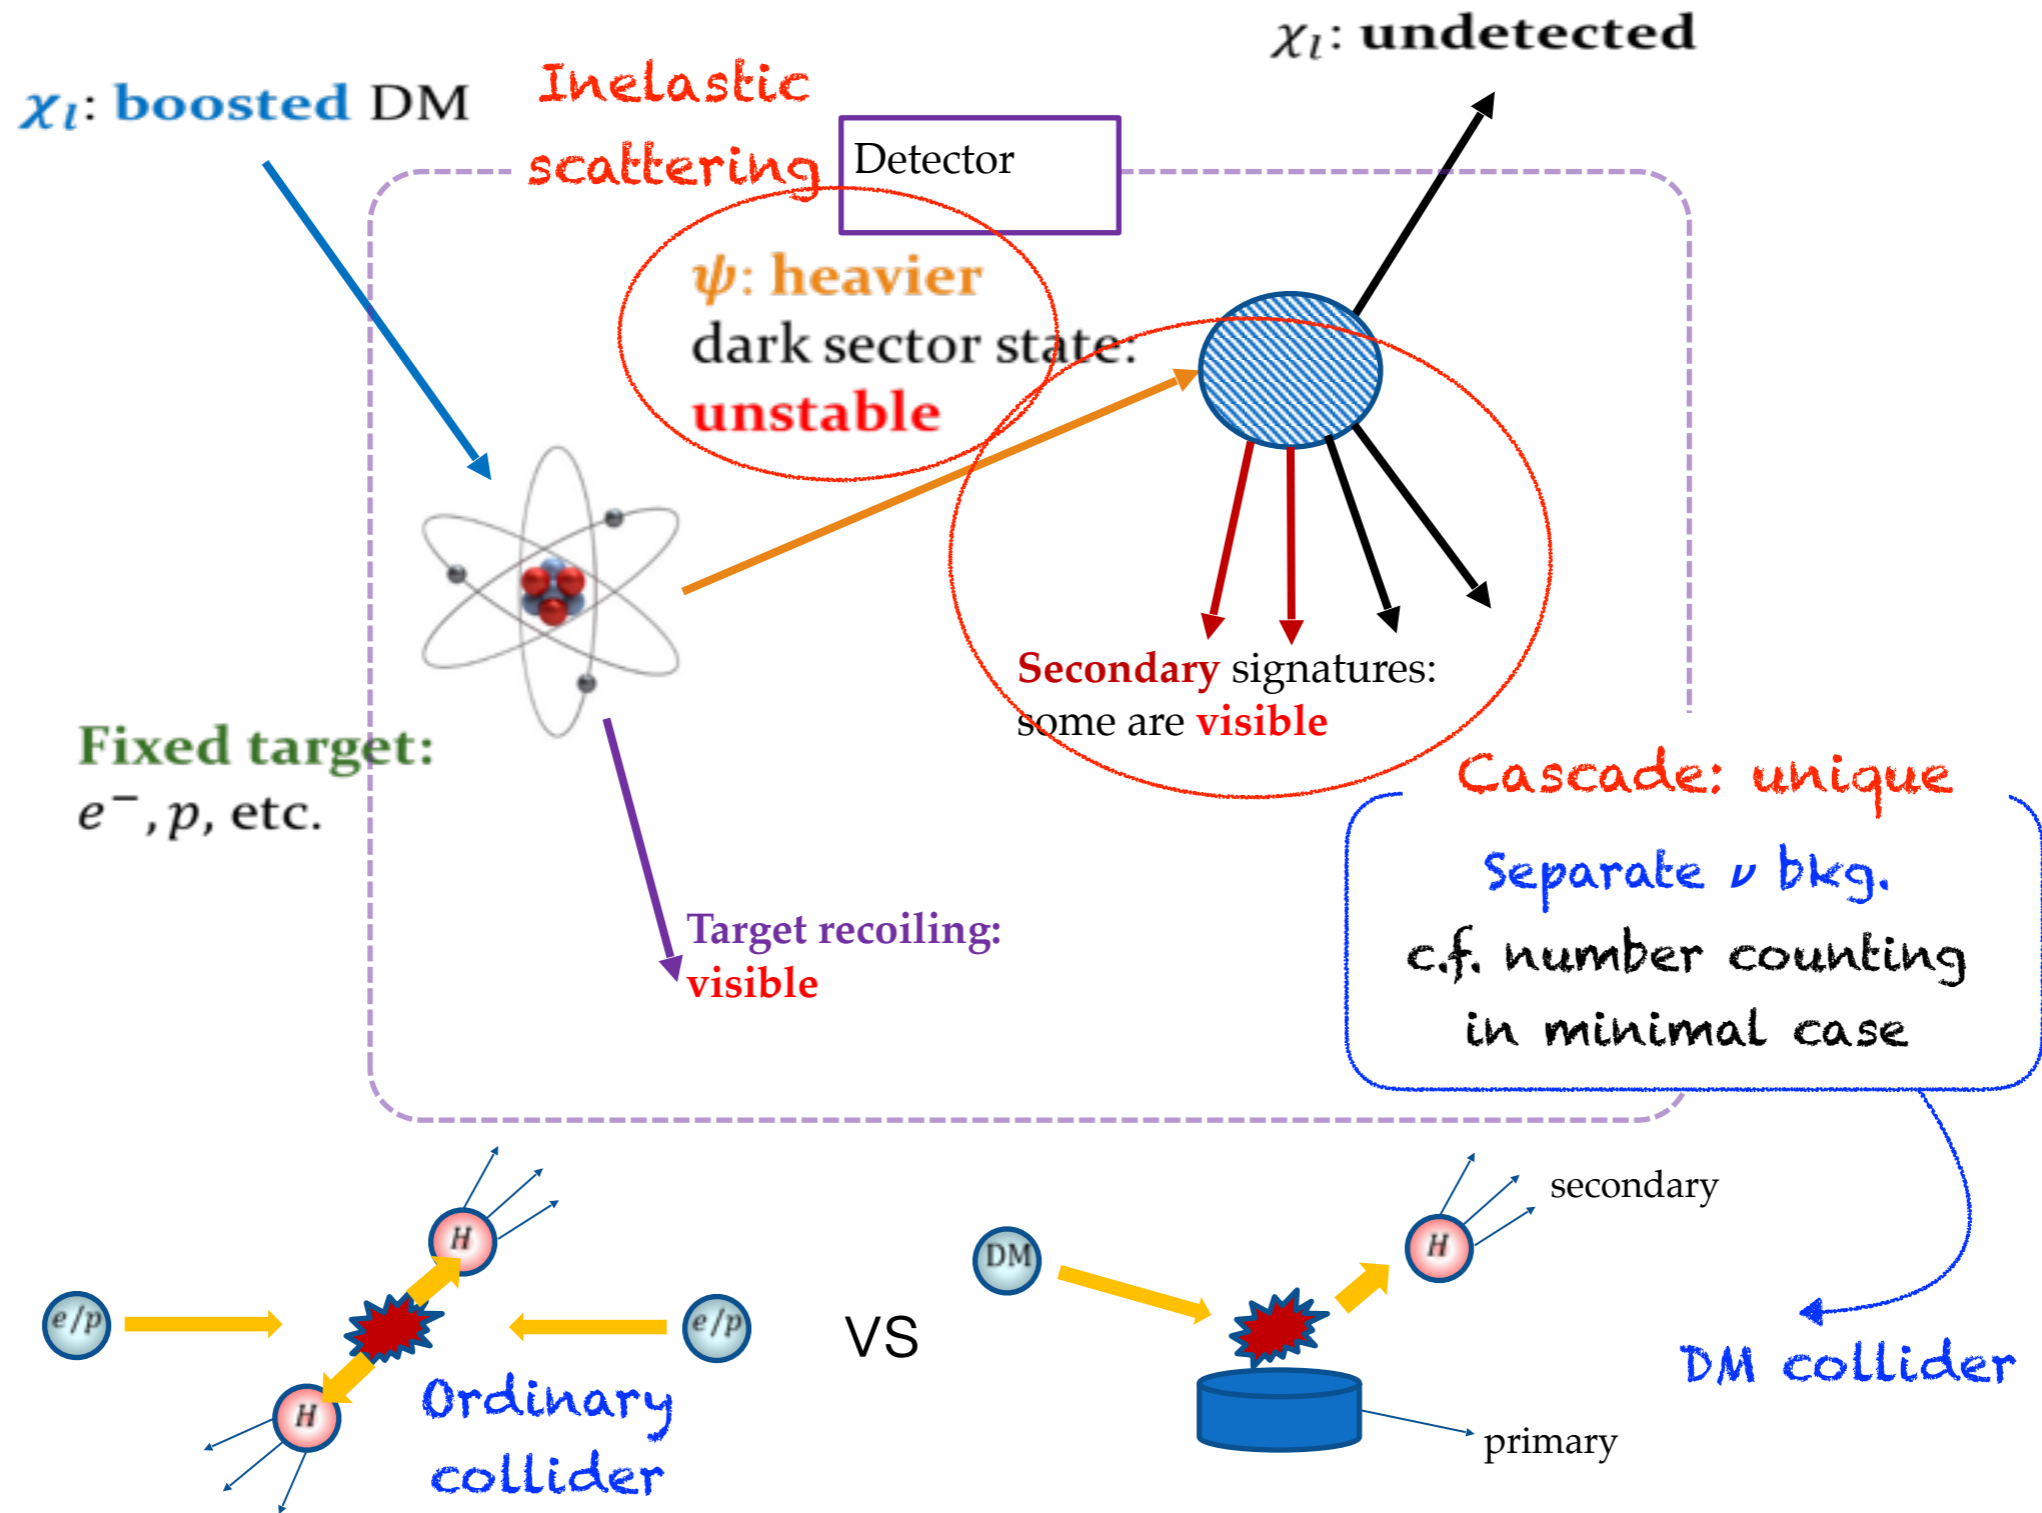 χ_l: undetected
Inelastic
scattering
χ_l: boosted DM
Detector
ψ: heavier
dark sector state:
unstable
Secondary signatures:
some are visible
Fixed target:
e⁻, p, etc.
Target recoiling:
visible
Cascade: unique
Separate ν bkg.
c.f. number counting
in minimal case
H
e/p
e/p
H
Ordinary
collider
VS
DM
H
secondary
primary
DM collider